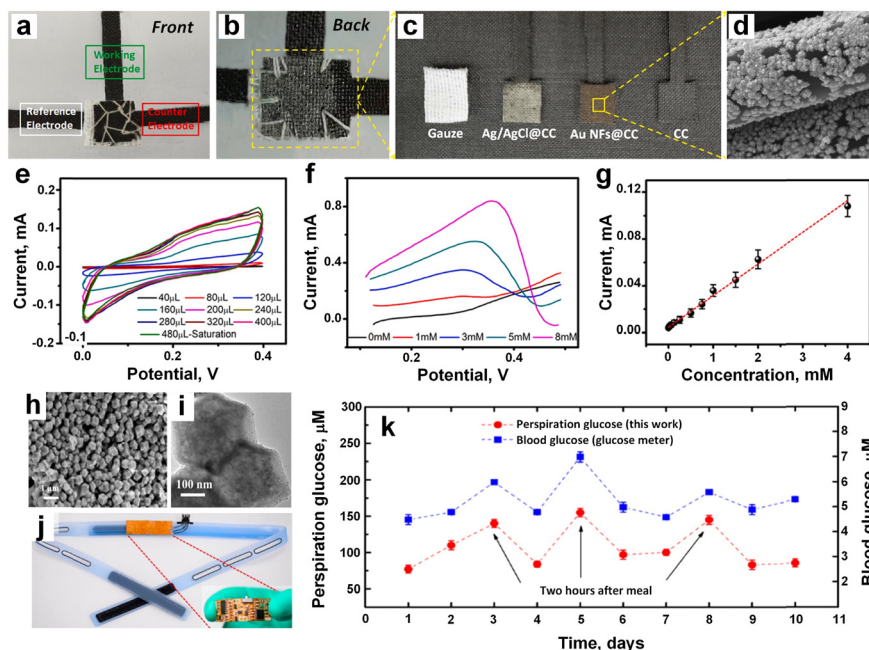 a
Front
Working
Electrode
Reference
Electrode
Counter
Electrode
b
Back
c
Gauze
Ag/AgCl@CC
Au NFs@CC
CC
d
e
Current, mA
0.2
0.1
0.0
-0.1
-0.2
-0.1
40μL 80μL 120μL
160μL 200μL 240μL
280μL 320μL 400μL
480μL-Saturation
0.0 0.2 0.4
Potential, V
f
Current, mA
0.8
0.6
0.4
0.2
0.0
0mM 1mM 3mM 5mM 8mM
0.2 0.4
Potential, V
g
Current, mA
0.12
0.08
0.04
0.00
0 1 2 3 4
Concentration, mM
h
1 μm
i
100 nm
j
k
Perspiration glucose, μM
300
250
200
150
100
50
Perspiration glucose (this work)
Blood glucose (glucose meter)
Two hours after meal
1 2 3 4 5 6 7 8 9 10 11
Time, days
9
8
7
6
5
4
3
2
Blood glucose, μM